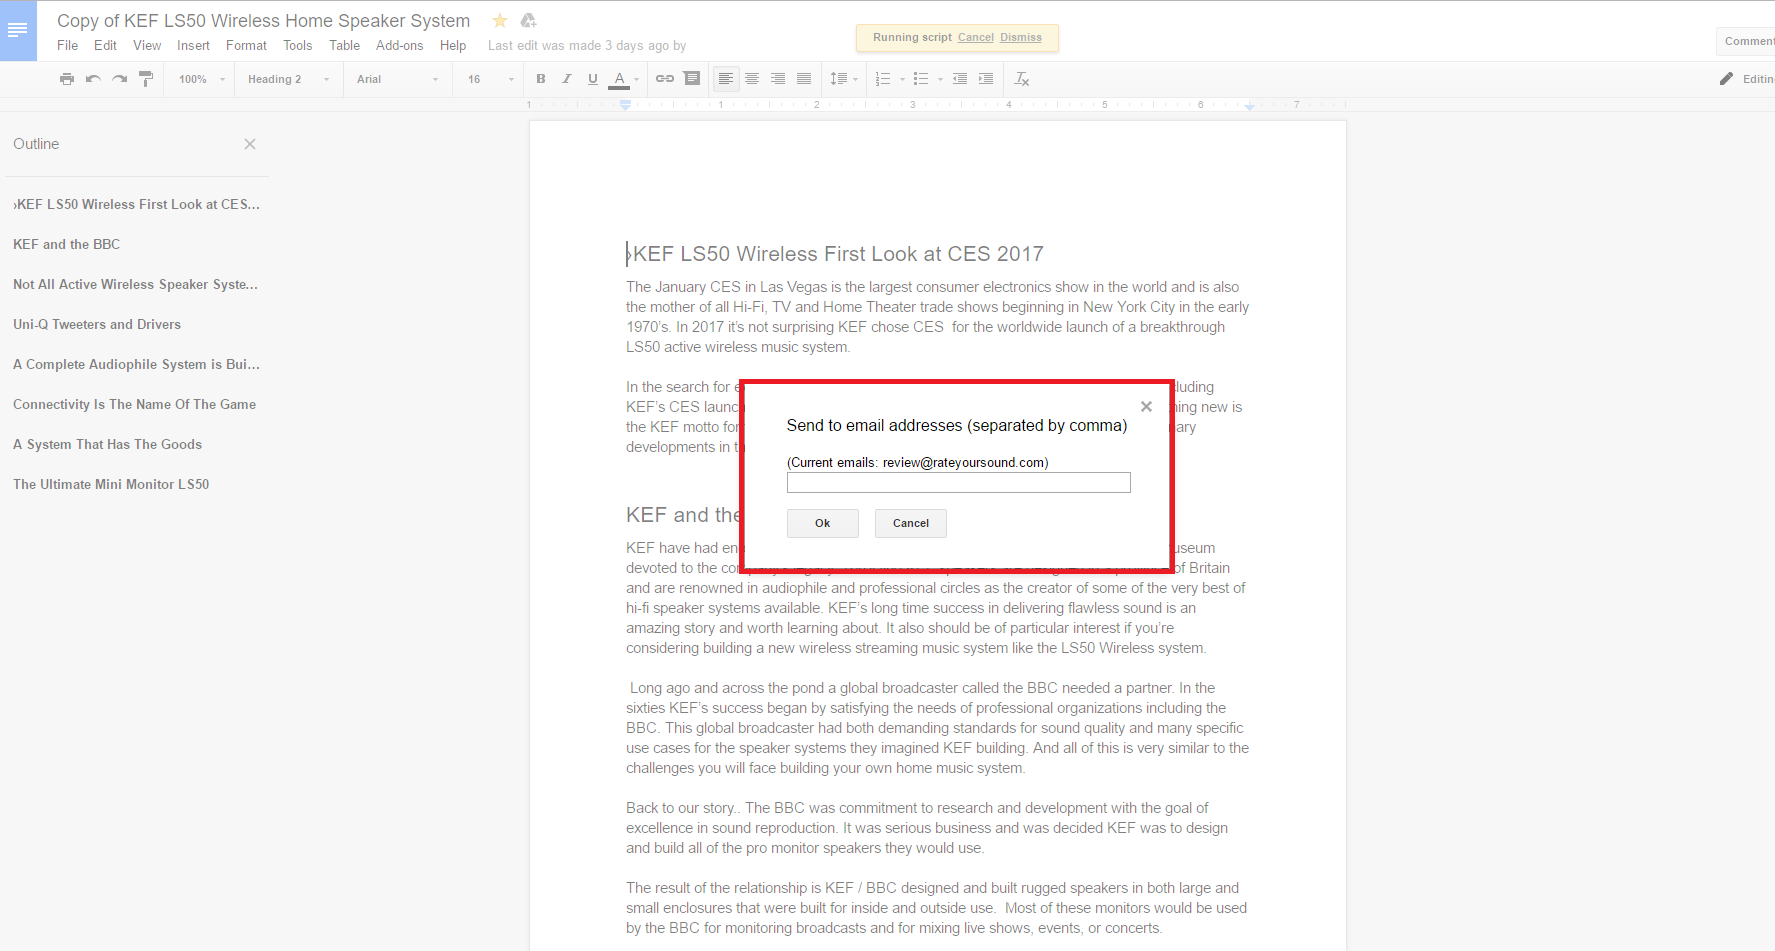 Copy of KEF LS50 Wireless Home Speaker System
File Edit View Insert Format Tools Table Add-ons Help Last edit was made 3 days ago by
Running script Cancel Dismiss
Comment
100% Heading 2 Arial 16 B I U A
Editin
1 1 2 3 4 5 6 7
Outline
›KEF LS50 Wireless First Look at CES...
KEF and the BBC
Not All Active Wireless Speaker Syste...
Uni-Q Tweeters and Drivers
A Complete Audiophile System is Bui...
Connectivity Is The Name Of The Game
A System That Has The Goods
The Ultimate Mini Monitor LS50
›KEF LS50 Wireless First Look at CES 2017
The January CES in Las Vegas is the largest consumer electronics show in the world and is also
the mother of all Hi-Fi, TV and Home Theater trade shows beginning in New York City in the early
1970's. In 2017 it's not surprising KEF chose CES  for the worldwide launch of a breakthrough
LS50 active wireless music system.
In the search for e cluding
KEF's CES launc hing new is
the KEF motto for ary
developments in t
Send to email addresses (separated by comma)
(Current emails: review@rateyoursound.com)
Ok Cancel
KEF and the
KEF have had en useum
devoted to the com of Britain
and are renowned in audiophile and professional circles as the creator of some of the very best of
hi-fi speaker systems available. KEF's long time success in delivering flawless sound is an
amazing story and worth learning about. It also should be of particular interest if you're
considering building a new wireless streaming music system like the LS50 Wireless system.
Long ago and across the pond a global broadcaster called the BBC needed a partner. In the
sixties KEF's success began by satisfying the needs of professional organizations including the
BBC. This global broadcaster had both demanding standards for sound quality and many specific
use cases for the speaker systems they imagined KEF building. And all of this is very similar to the
challenges you will face building your own home music system.
Back to our story.. The BBC was commitment to research and development with the goal of
excellence in sound reproduction. It was serious business and was decided KEF was to design
and build all of the pro monitor speakers they would use.
The result of the relationship is KEF / BBC designed and built rugged speakers in both large and
small enclosures that were built for inside and outside use.  Most of these monitors would be used
by the BBC for monitoring broadcasts and for mixing live shows, events, or concerts.